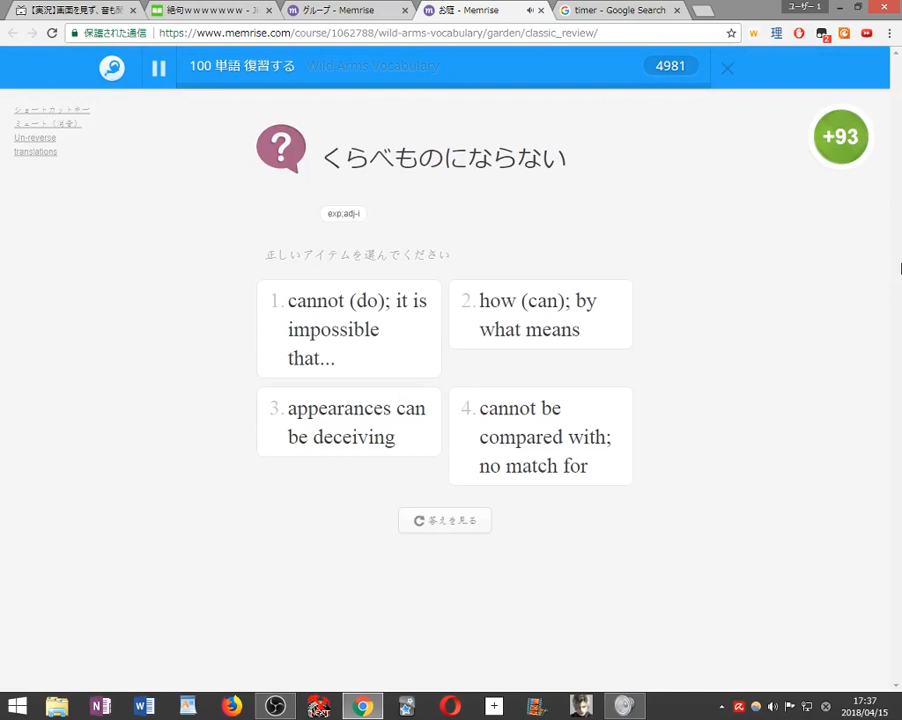 【実況】画面を見ず、音も
絶句ｗｗｗｗｗｗ - J
グループ - Memrise
お庭 - Memrise
timer - Google Search
ユーザー 1
保護された通信
https://www.memrise.com/course/1062788/wild-arms-vocabulary/garden/classic_review/
100 単語 復習する
Wild Arms Vocabulary
4981
ショートカットキー
ミュート（消音）
Un-reverse
translations
+93
?
くらべものにならない
exp;adj-i
正しいアイテムを選んでください
1. cannot (do); it is
impossible
that...
2. how (can); by
what means
3. appearances can
be deceiving
4. cannot be
compared with;
no match for
答えを見る
17:37
2018/04/15